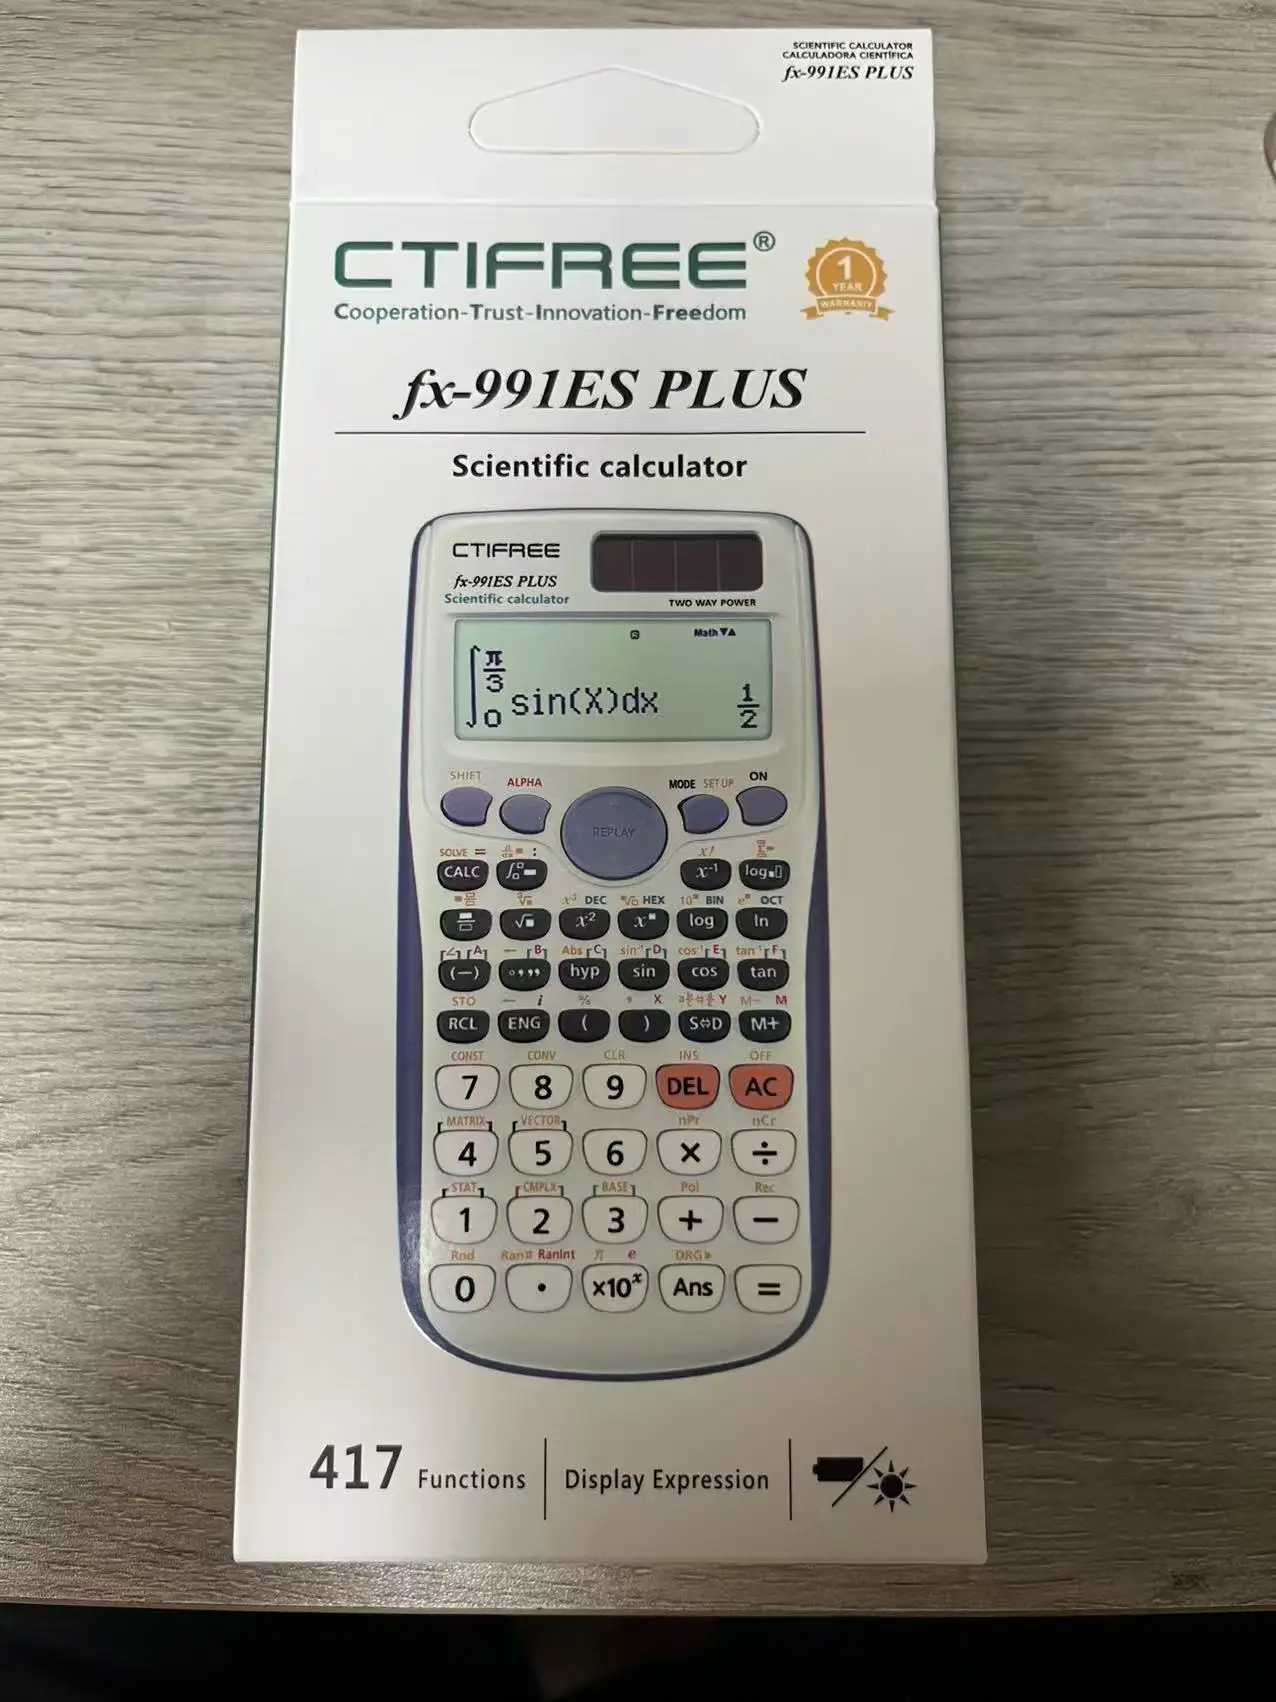 SCIENTIFIC CALCULATOR
CALCULADORA CIENTÍFICA
fx-991ES PLUS
CTIFREE®
Cooperation-Trust-Innovation-Freedom
1
YEAR
WARRANTY
fx-991ES PLUS
Scientific calculator
CTIFREE
fx-991ES PLUS
Scientific calculator
TWO WAY POWER
Math▼▲
∫ π/3 0 sin(X)dx 1/2
SHIFT ALPHA MODE SETUP ON
REPLAY
SOLVE = d/dx : x!
CALC ∫ x⁻¹ log
x³ DEC HEX 10 BIN e OCT
√ x² x log ln
∠ A B Abs C sin⁻¹ D cos⁻¹ E tan⁻¹ F
(−) hyp sin cos tan
STO i % , X Y M− M
RCL ENG ( ) S⇔D M+
CONST CONV CLR INS OFF
7 8 9 DEL AC
MATRIX VECTOR nPr nCr
4 5 6 × ÷
STAT CMPLX BASE Pol Rec
1 2 3 + −
Rnd Ran# RanInt π e DRG▶
0 . ×10ˣ Ans =
417 Functions Display Expression